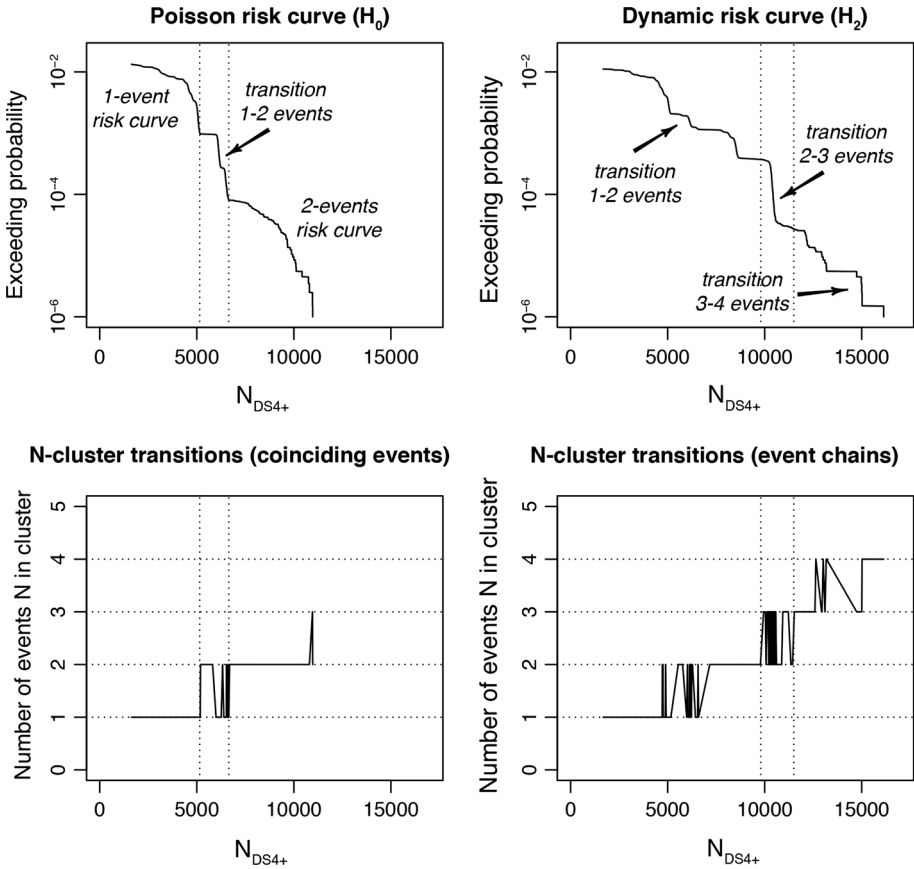 Poisson risk curve (H0)
Exceeding probability
10−2
10−4
10−6
1-event
risk curve
transition
1-2 events
2-events
risk curve
0 5000 10000 15000
NDS4+
Dynamic risk curve (H2)
Exceeding probability
10−2
10−4
10−6
transition
1-2 events
transition
2-3 events
transition
3-4 events
0 5000 10000 15000
NDS4+
N-cluster transitions (coinciding events)
Number of events N in cluster
5
4
3
2
1
0
0 5000 10000 15000
NDS4+
N-cluster transitions (event chains)
Number of events N in cluster
5
4
3
2
1
0
0 5000 10000 15000
NDS4+